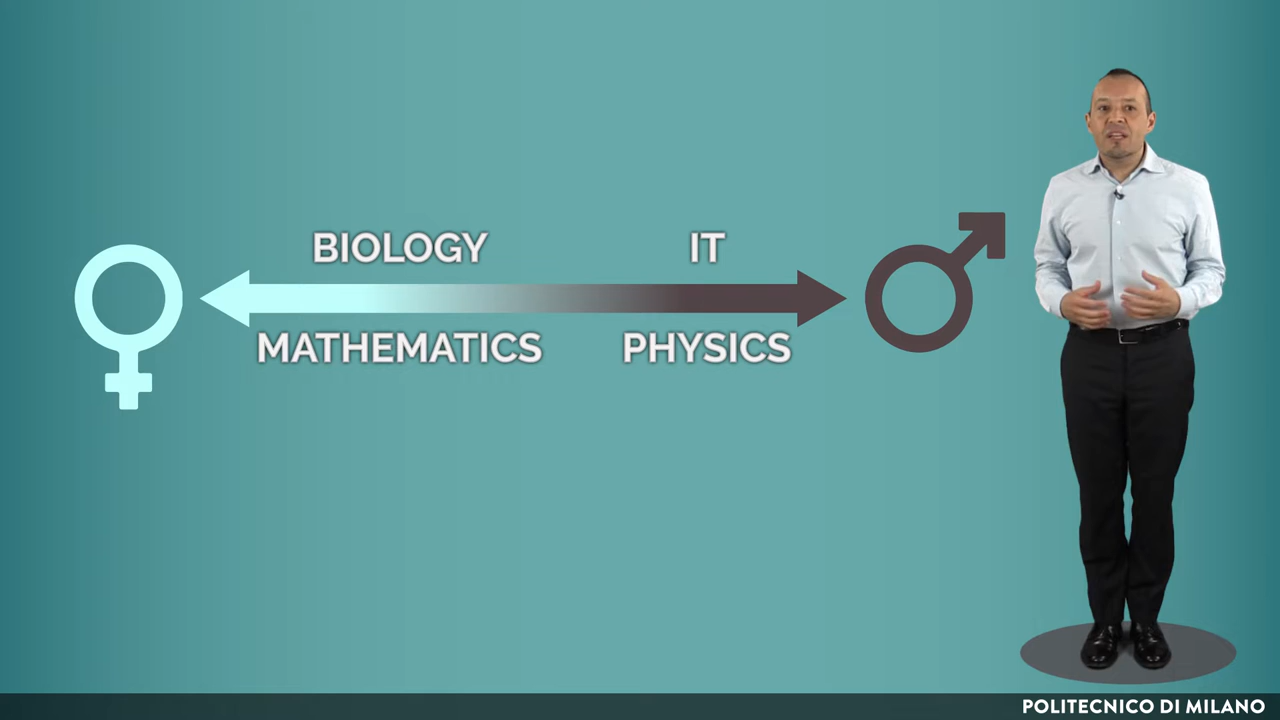 BIOLOGY
IT
MATHEMATICS
PHYSICS
POLITECNICO DI MILANO